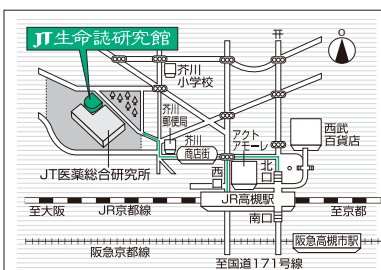 JT生命誌研究館
芥川
小学校
芥川
郵便局
芥川
商店街
アクト
アモーレ
西武
百貨店
JT医薬総合研究所
西口
北口
JR高槻駅
至大阪
JR京都線
至京都
南口
阪急高槻市駅
阪急京都線
至国道171号線